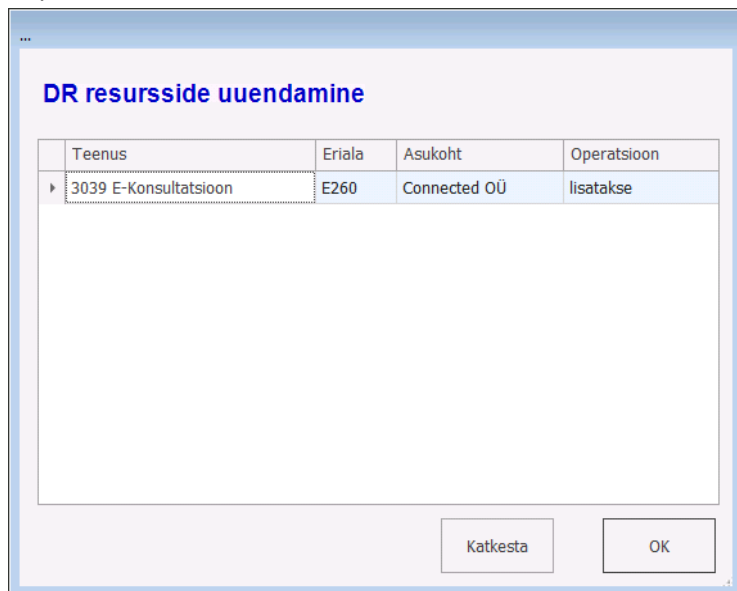 ...
DR resursside uuendamine
Teenus Eriala Asukoht Operatsioon
3039 E-Konsultatsioon E260 Connected OÜ lisatakse
Katkesta OK